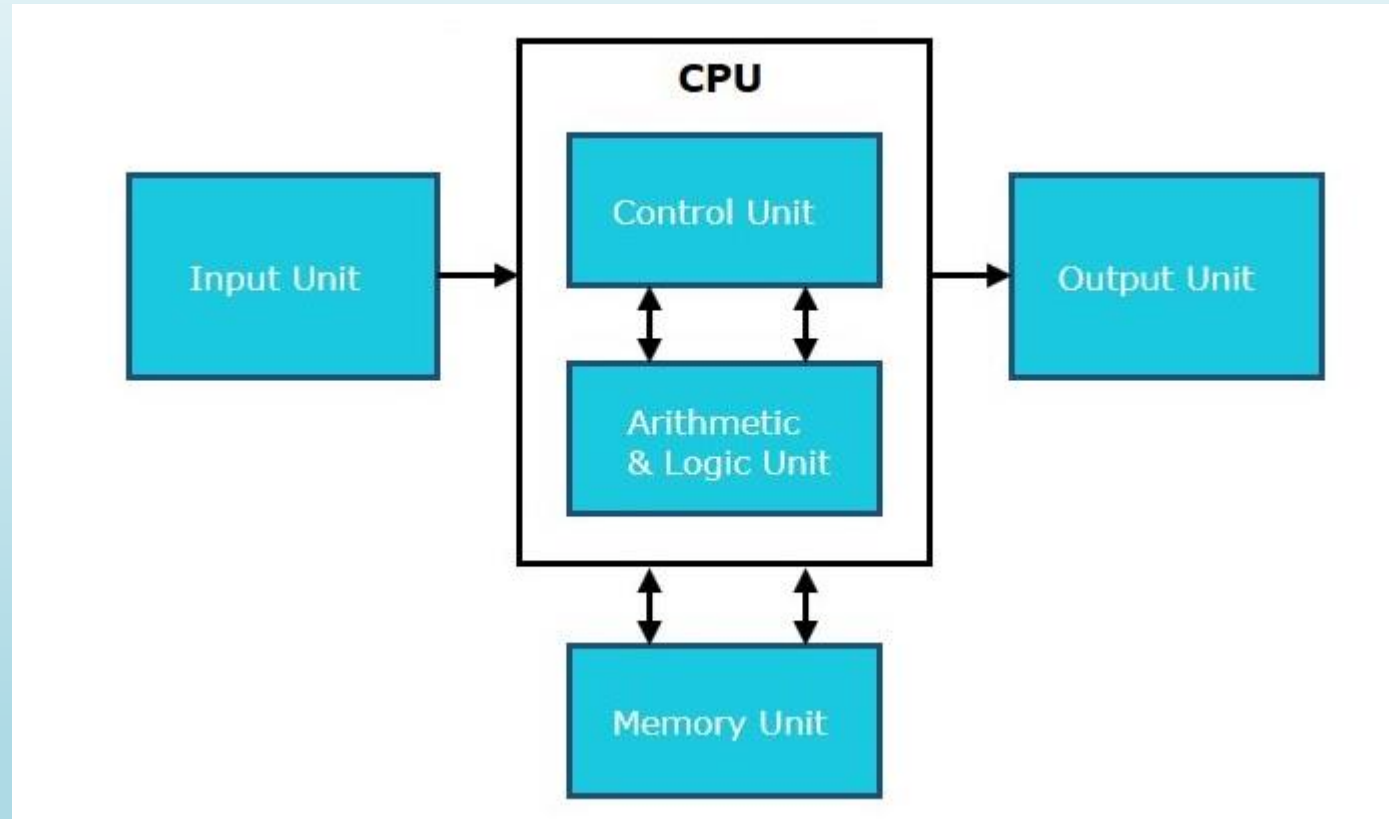 CPU
Control Unit
Input Unit
Output Unit
Arithmetic
& Logic Unit
Memory Unit